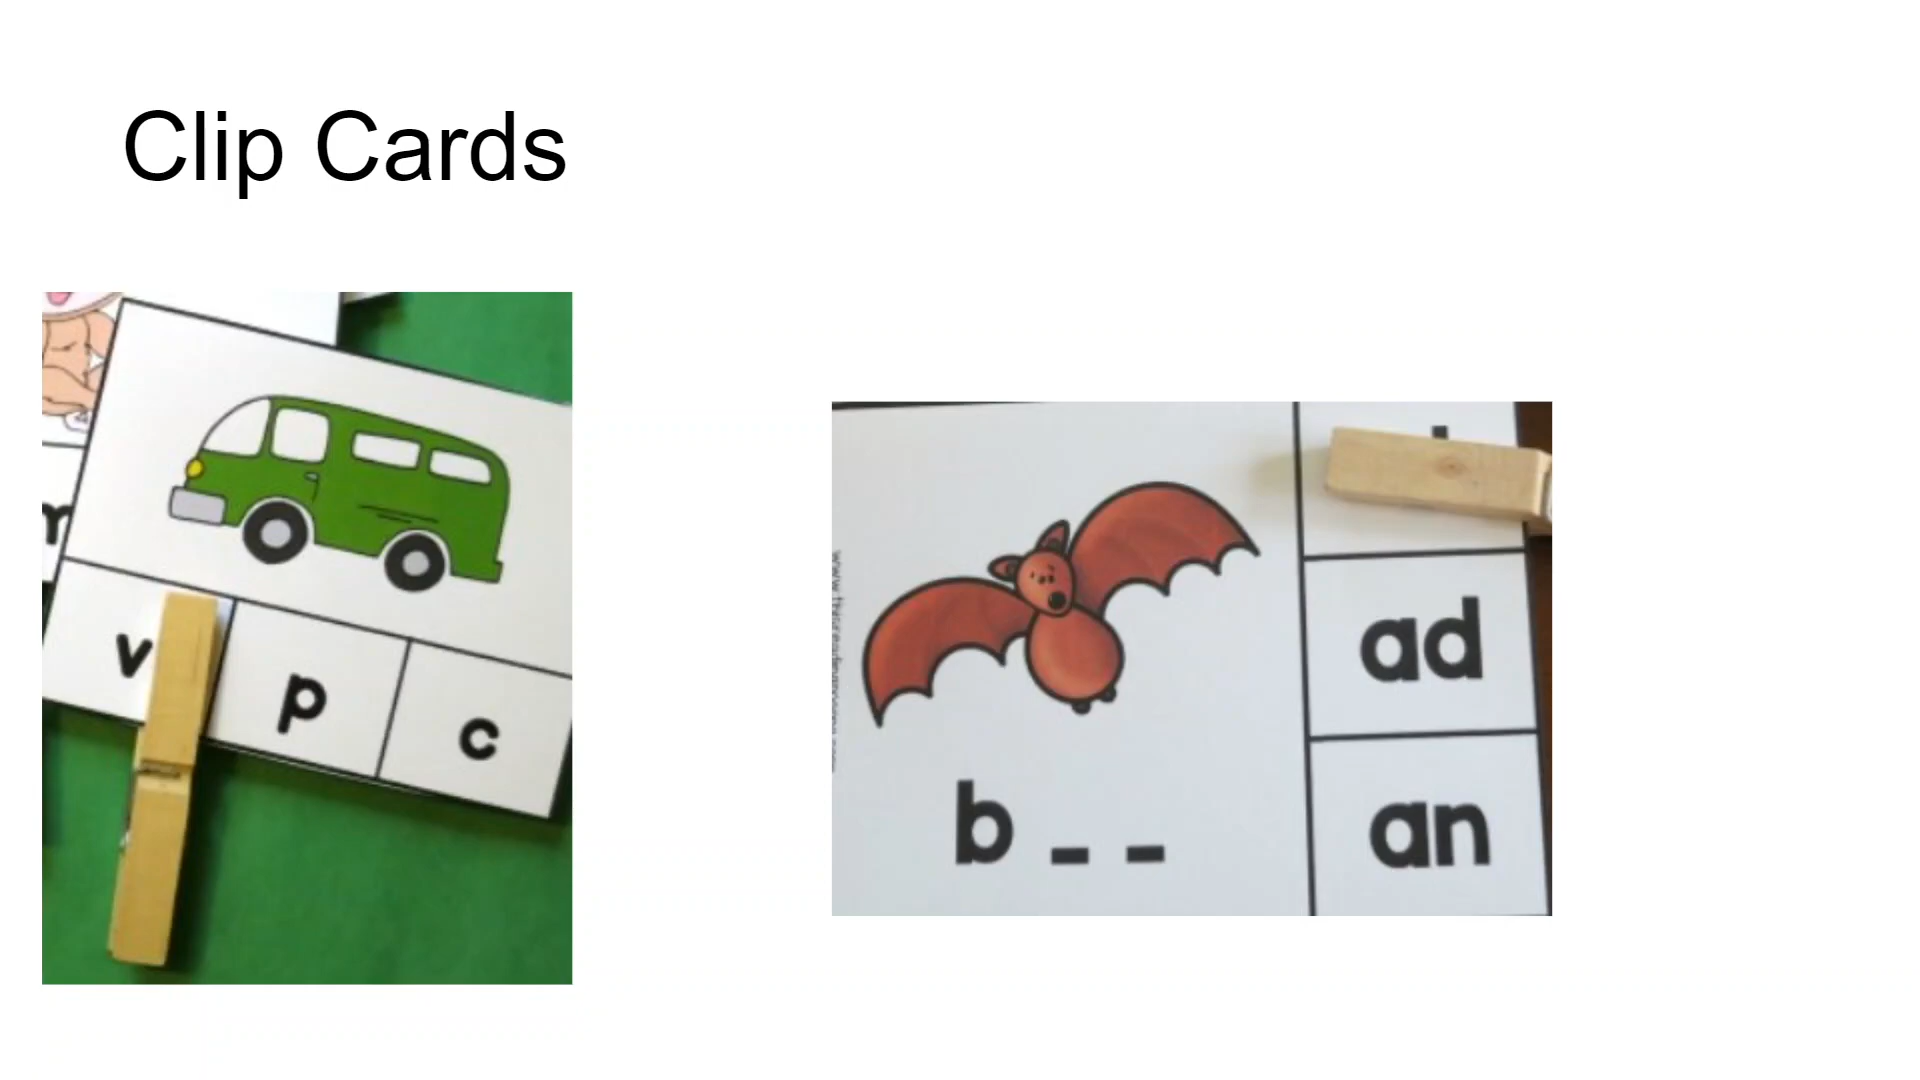 Clip Cards
m
v p c
ad
b _ _
an